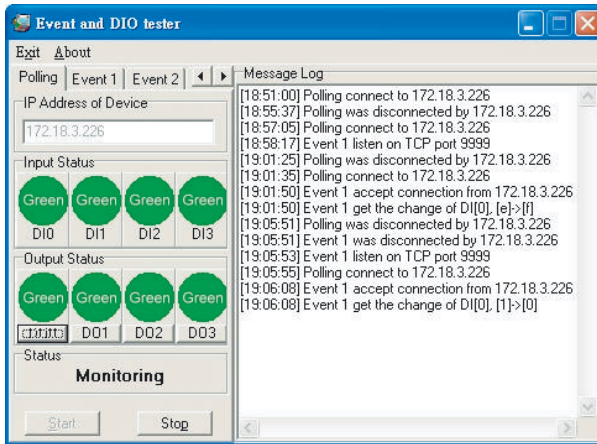 Event and DIO tester
Exit About
Polling Event 1 Event 2
IP Address of Device
172.18.3.226
Input Status
Green Green Green Green
DI0 DI1 DI2 DI3
Output Status
Green Green Green Green
DO1 DO2 DO3
Status
Monitoring
Start Stop
Message Log
[18:51:00] Polling connect to 172.18.3.226
[18:55:37] Polling was disconnected by 172.18.3.226
[18:57:05] Polling connect to 172.18.3.226
[18:58:17] Event 1 listen on TCP port 9999
[19:01:25] Polling was disconnected by 172.18.3.226
[19:01:35] Polling connect to 172.18.3.226
[19:01:50] Event 1 accept connection from 172.18.3.226
[19:01:50] Event 1 get the change of DI[0], [e]->[f]
[19:05:51] Polling was disconnected by 172.18.3.226
[19:05:51] Event 1 was disconnected by 172.18.3.226
[19:05:53] Event 1 listen on TCP port 9999
[19:05:55] Polling connect to 172.18.3.226
[19:06:08] Event 1 accept connection from 172.18.3.226
[19:06:08] Event 1 get the change of DI[0], [1]->[0]